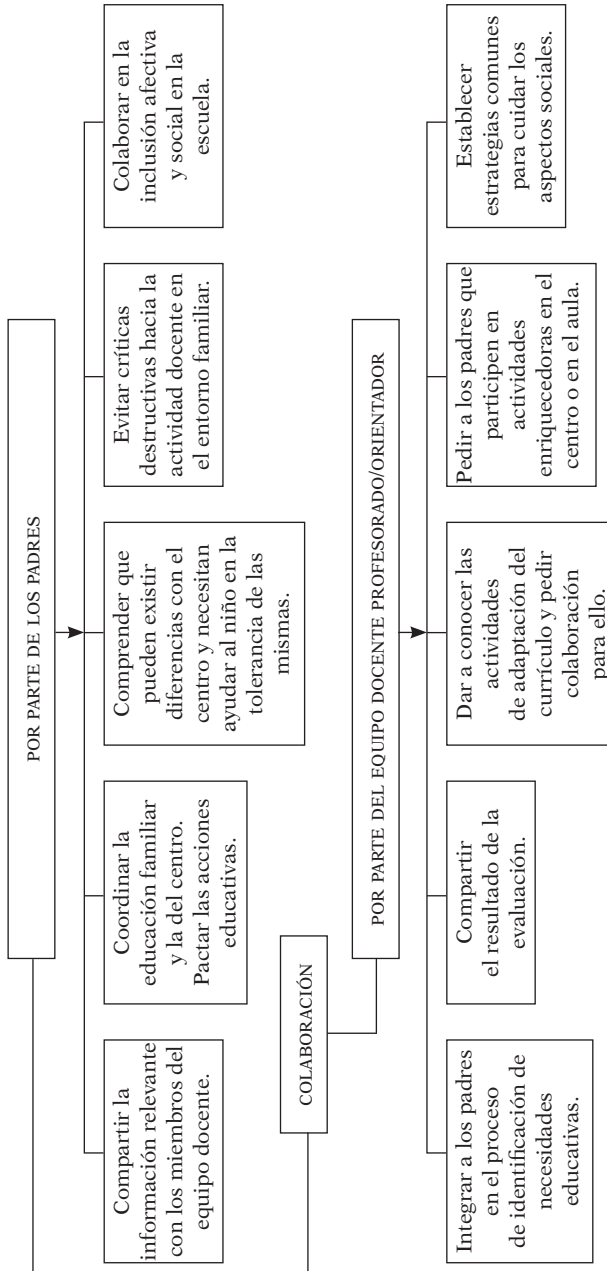 POR PARTE DE LOS PADRES
Compartir la
información relevante
con los miembros del
equipo docente.
Coordinar la
educación familiar
y la del centro.
Pactar las acciones
educativas.
Comprender que
pueden existir
diferencias con el
centro y necesitan
ayudar al niño en la
tolerancia de las
mismas.
Evitar críticas
destructivas hacia la
actividad docente en
el entorno familiar.
Colaborar en la
inclusión afectiva
y social en la
escuela.
COLABORACIÓN
POR PARTE DEL EQUIPO DOCENTE PROFESORADO/ORIENTADOR
Integrar a los padres
en el proceso
de identificación de
necesidades
educativas.
Compartir
el resultado de la
evaluación.
Dar a conocer las
actividades
de adaptación del
currículo y pedir
colaboración
para ello.
Pedir a los padres que
participen en
actividades
enriquecedoras en el
centro o en el aula.
Establecer
estrategias comunes
para cuidar los
aspectos sociales.